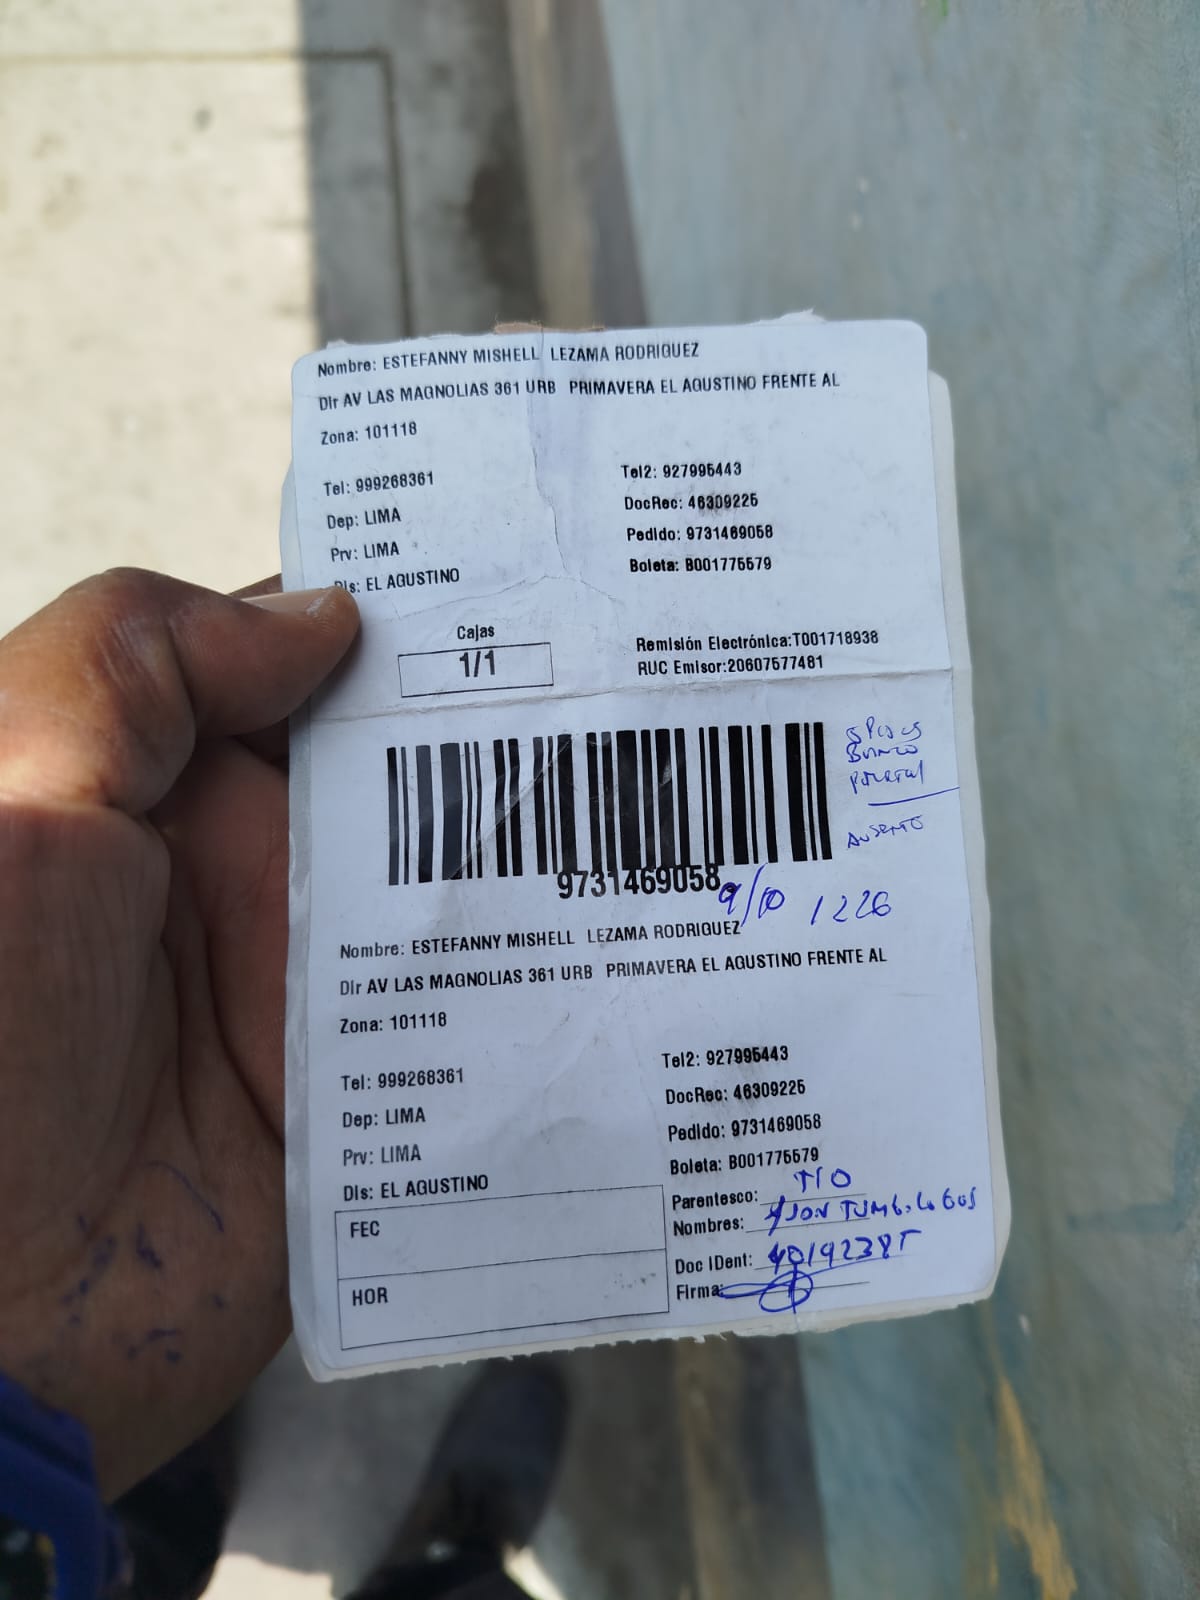 Nombre: ESTEFANNY MISHELL LEZAMA RODRIGUEZ
Dir AV LAS MAGNOLIAS 361 URB PRIMAVERA EL AGUSTINO FRENTE AL
Zona: 101118
Tel: 999268361 Tel2: 927995443
DocRec: 46309225
Dep: LIMA
Pedido: 9731469058
Prv: LIMA
Boleta: B001775579
Dis: EL AGUSTINO
Cajas
1/1
Remisión Electrónica:T001718938
RUC Emisor:20607577481
9731469058
9/10 1226
Nombre: ESTEFANNY MISHELL LEZAMA RODRIGUEZ
Dir AV LAS MAGNOLIAS 361 URB PRIMAVERA EL AGUSTINO FRENTE AL
Zona: 101118
Tel: 999268361 Tel2: 927995443
DocRec: 46309225
Dep: LIMA
Pedido: 9731469058
Prv: LIMA
Boleta: B001775579
Dis: EL AGUSTINO
Parentesco: TIO
FEC
Nombres:
Doc IDent:
HOR
Firma: